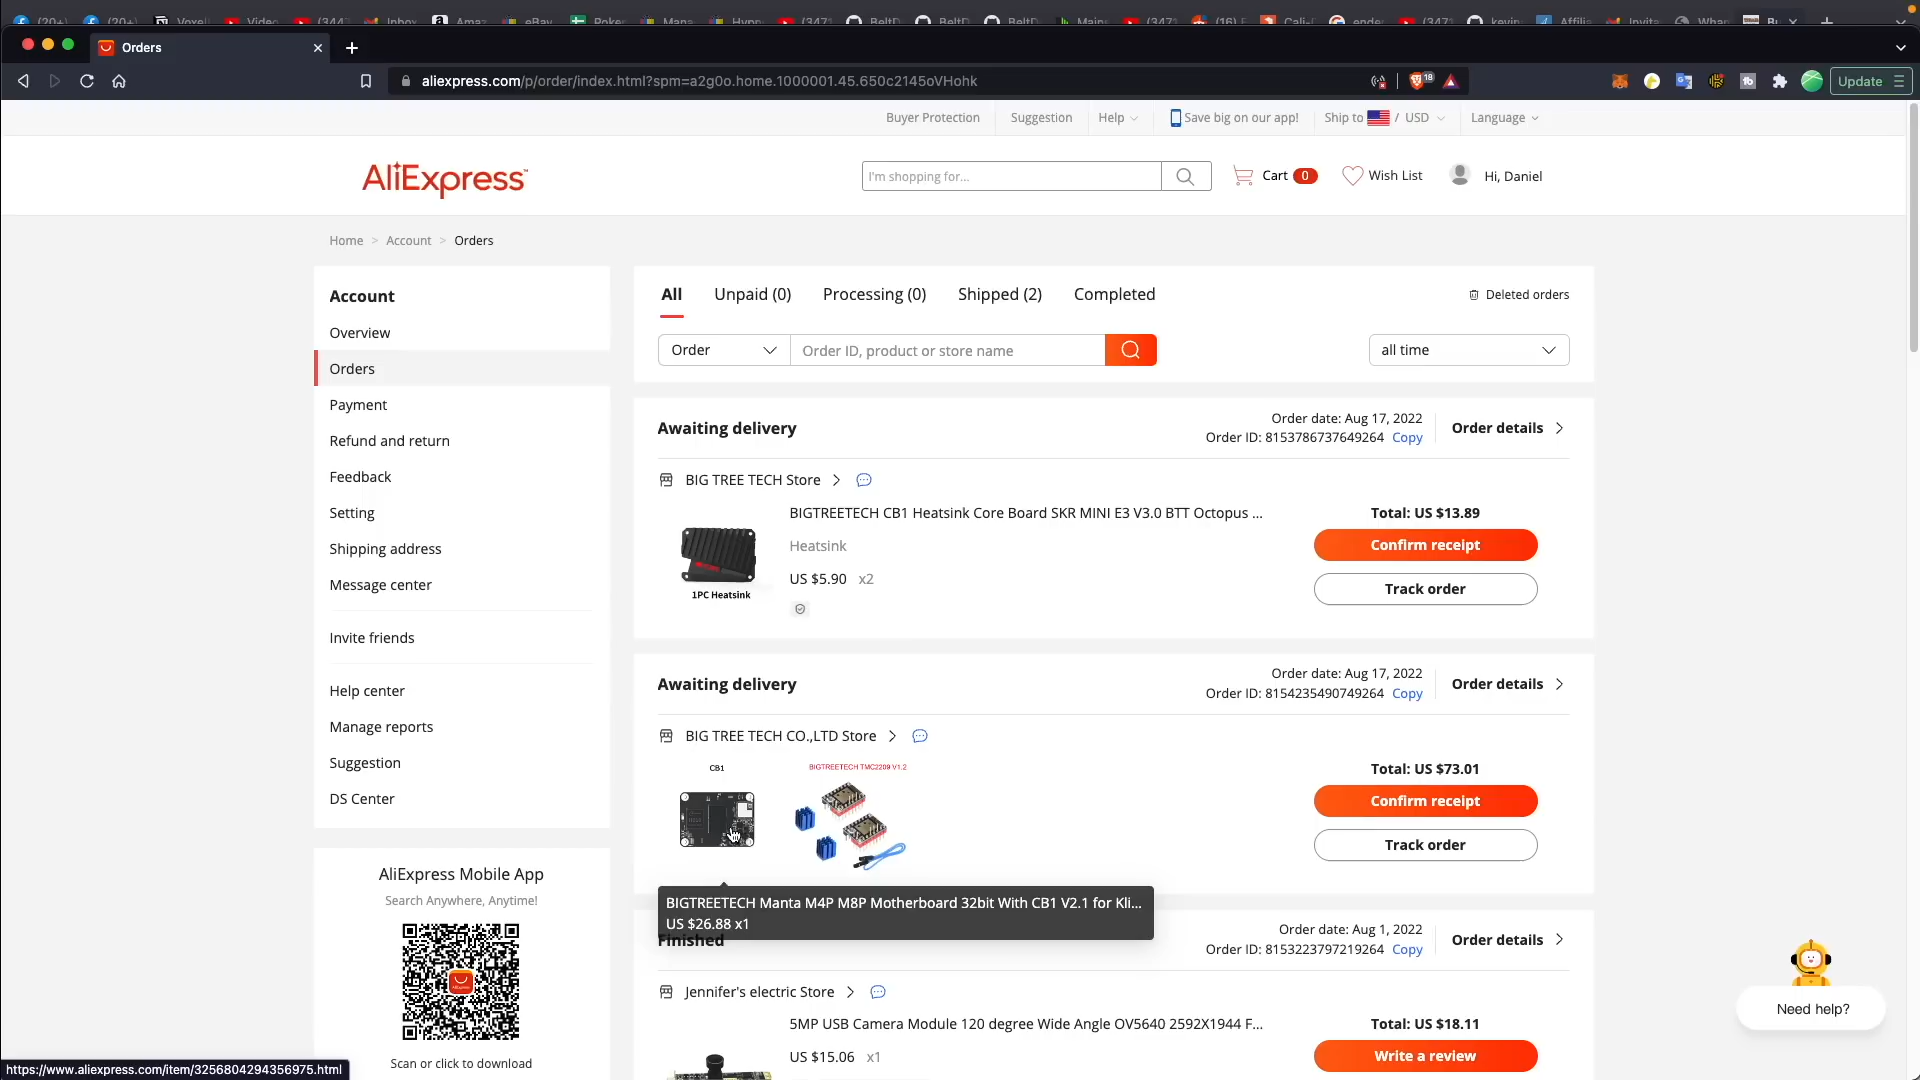 Orders
aliexpress.com/p/order/index.html?spm=a2g0o.home.1000001.45.650c2145oVHohk
18
Update
Buyer Protection
Suggestion
Help
Save big on our app!
Ship to / USD
Language
AliExpress
I'm shopping for...
Cart 0
Wish List
Hi, Daniel
Home > Account > Orders
Account
Overview
Orders
Payment
Refund and return
Feedback
Setting
Shipping address
Message center
Invite friends
Help center
Manage reports
Suggestion
DS Center
AliExpress Mobile App
Search Anywhere, Anytime!
Scan or click to download
All
Unpaid (0)
Processing (0)
Shipped (2)
Completed
Deleted orders
Order
Order ID, product or store name
all time
Awaiting delivery
Order date: Aug 17, 2022
Order ID: 8153786737649264 Copy
Order details
BIG TREE TECH Store
BIGTREETECH CB1 Heatsink Core Board SKR MINI E3 V3.0 BTT Octopus ...
Heatsink
US $5.90 x2
1PC Heatsink
Total: US $13.89
Confirm receipt
Track order
Awaiting delivery
Order date: Aug 17, 2022
Order ID: 8154235490749264 Copy
Order details
BIG TREE TECH CO.,LTD Store
CB1
BIGTREETECH TMC2209 V1.2
Total: US $73.01
Confirm receipt
Track order
BIGTREETECH Manta M4P M8P Motherboard 32bit With CB1 V2.1 for Kli...
US $26.88 x1
Finished
Order date: Aug 1, 2022
Order ID: 8153223797219264 Copy
Order details
Jennifer's electric Store
5MP USB Camera Module 120 degree Wide Angle OV5640 2592X1944 F...
US $15.06 x1
Total: US $18.11
Write a review
Need help?
https://www.aliexpress.com/item/3256804294356975.html